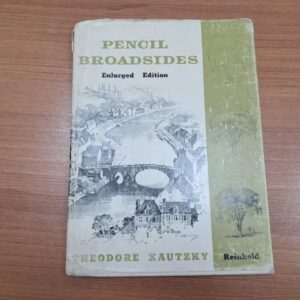 PENCIL
BROADSIDES
Enlarged Edition
THEODORE KAUTZKY
Reinhold